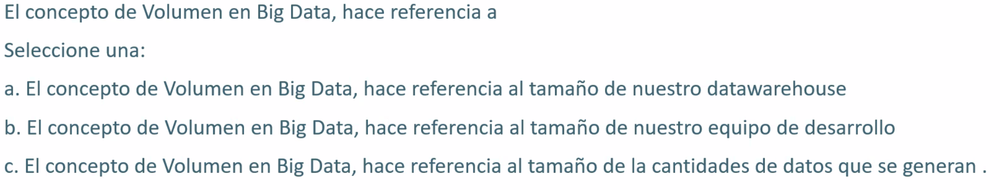 El concepto de Volumen en Big Data, hace referencia a
Seleccione una:
a. El concepto de Volumen en Big Data, hace referencia al tamaño de nuestro datawarehouse
b. El concepto de Volumen en Big Data, hace referencia al tamaño de nuestro equipo de desarrollo
c. El concepto de Volumen en Big Data, hace referencia al tamaño de la cantidades de datos que se generan .